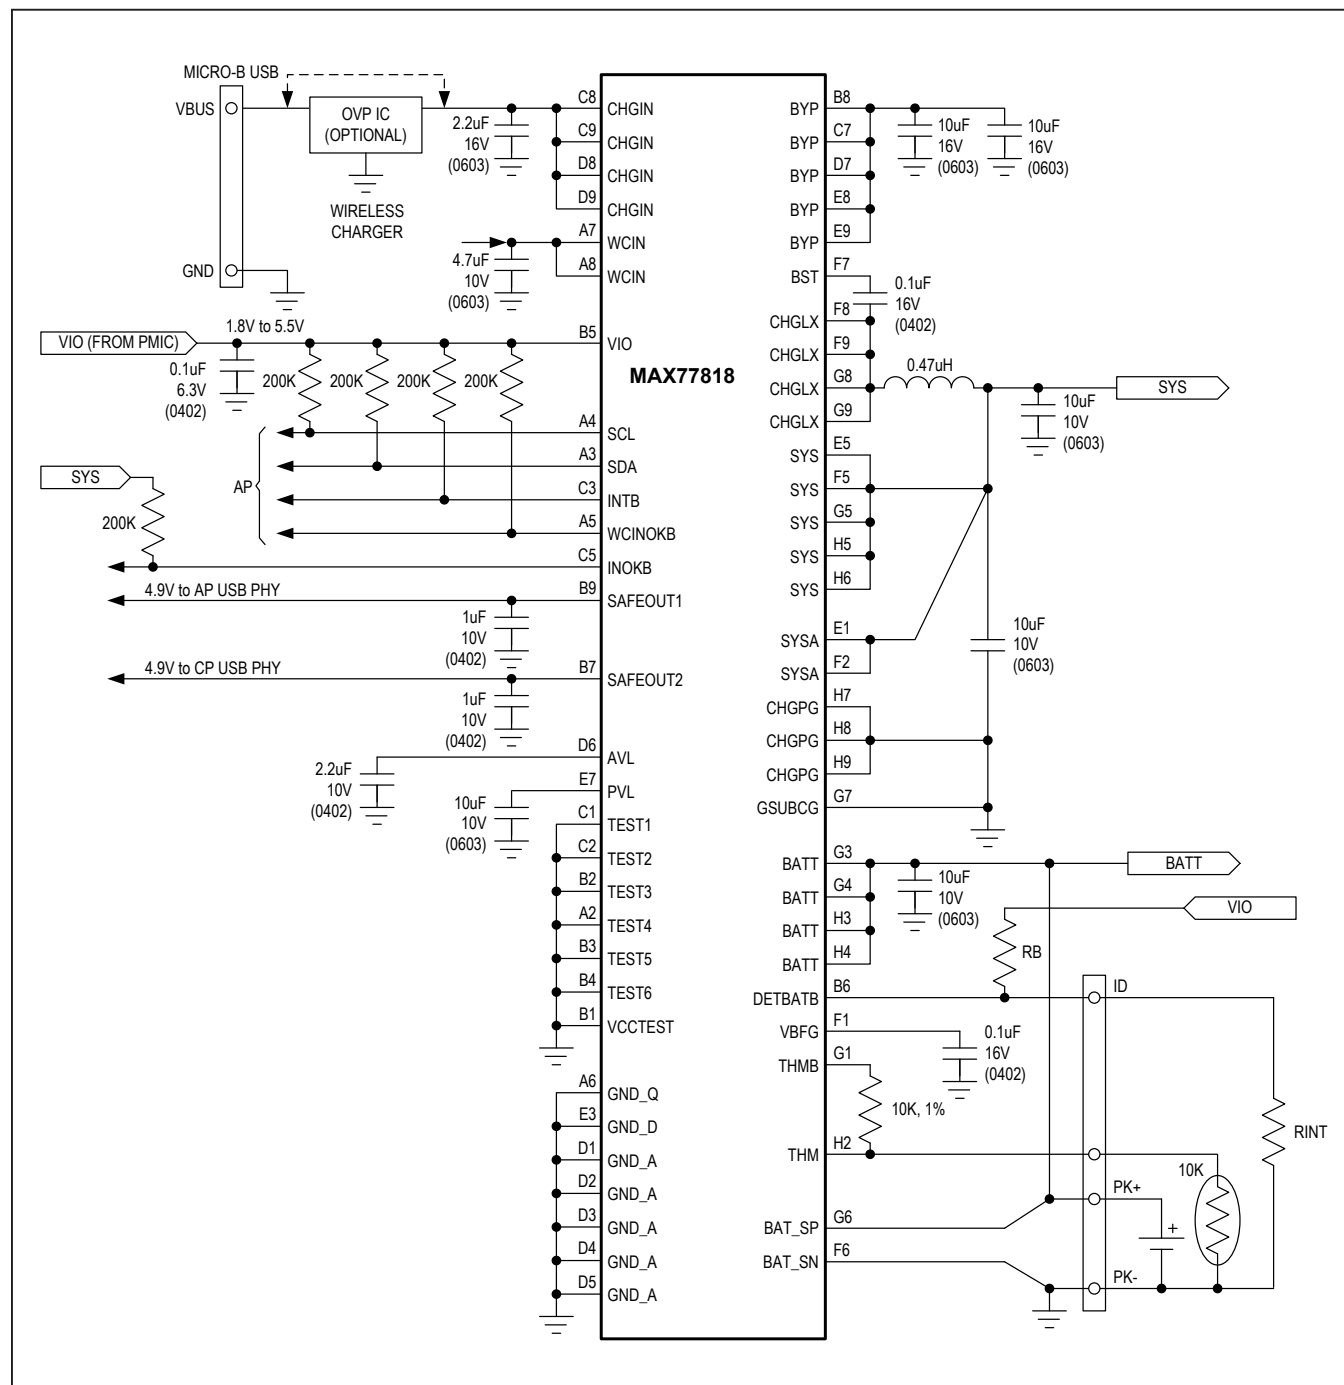 MICRO-B USB
VBUS
OVP IC
(OPTIONAL)
WIRELESS
CHARGER
GND
2.2uF
16V
(0603)
4.7uF
10V
(0603)
VIO (FROM PMIC)
1.8V to 5.5V
0.1uF
6.3V
(0402)
200K
200K
200K
200K
AP
SYS
200K
4.9V to AP USB PHY
1uF
10V
(0402)
4.9V to CP USB PHY
1uF
10V
(0402)
2.2uF
10V
(0402)
10uF
10V
(0603)
C8 CHGIN
C9 CHGIN
D8 CHGIN
D9 CHGIN
A7 WCIN
A8 WCIN
B5 VIO
A4 SCL
A3 SDA
C3 INTB
A5 WCINOKB
C5 INOKB
B9 SAFEOUT1
B7 SAFEOUT2
D6 AVL
E7 PVL
C1 TEST1
C2 TEST2
B2 TEST3
A2 TEST4
B3 TEST5
B4 TEST6
B1 VCCTEST
A6 GND_Q
E3 GND_D
D1 GND_A
D2 GND_A
D3 GND_A
D4 GND_A
D5 GND_A
MAX77818
BYP B8
BYP C7
BYP D7
BYP E8
BYP E9
BST F7
CHGLX F8
CHGLX F9
CHGLX G8
CHGLX G9
SYS E5
SYS F5
SYS G5
SYS H5
SYS H6
SYSA E1
SYSA F2
CHGPG H7
CHGPG H8
CHGPG H9
GSUBCG G7
BATT G3
BATT G4
BATT H3
BATT H4
DETBATB B6
VBFG F1
THMB G1
THM H2
BAT_SP G6
BAT_SN F6
10uF
16V
(0603)
10uF
16V
(0603)
0.1uF
16V
(0402)
0.47uH
SYS
10uF
10V
(0603)
10uF
10V
(0603)
BATT
10uF
10V
(0603)
VIO
RB
ID
0.1uF
16V
(0402)
10K, 1%
RINT
10K
PK+
+
PK-